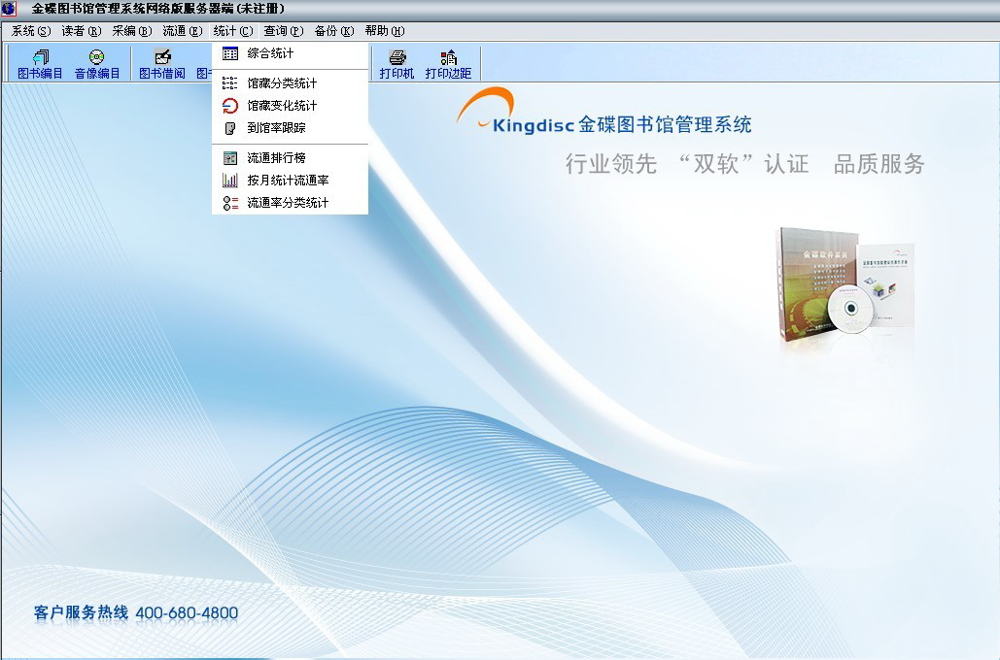 金碟图书馆管理系统网络版服务器端(未注册)
系统(S) 读者(R) 采编(B) 流通(E) 统计(C) 查询(P) 备份(K) 帮助(H)
图书编目 音像编目 图书借阅 图 打印机 打印边距
综合统计
馆藏分类统计
馆藏变化统计
到馆率跟踪
流通排行榜
按月统计流通率
流通率分类统计
Kingdisc 金碟图书馆管理系统
行业领先 “双软”认证 品质服务
客户服务热线 400-680-4800